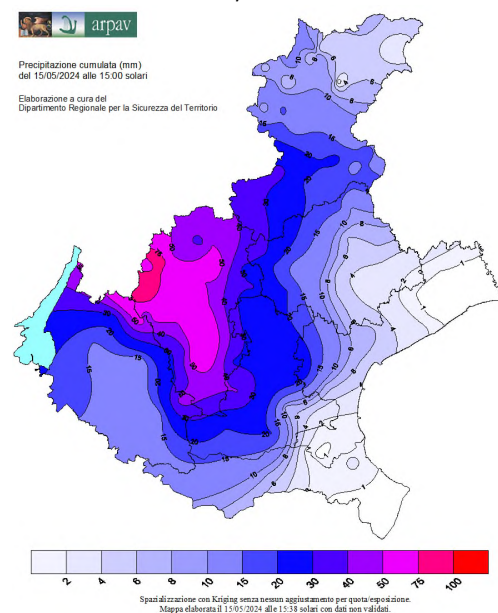 arpav
Precipitazione cumulata (mm)
del 15/05/2024 alle 15:00 solari
Elaborazione a cura del
Dipartimento Regionale per la Sicurezza del Territorio
2 4 6 8 10 15 20 30 40 50 75 100
Spazializzazione con Kriging senza nessun aggiustamento per quota/esposizione.
Mappa elaborata il 15/05/2024 alle 15:38 solari con dati non validati.